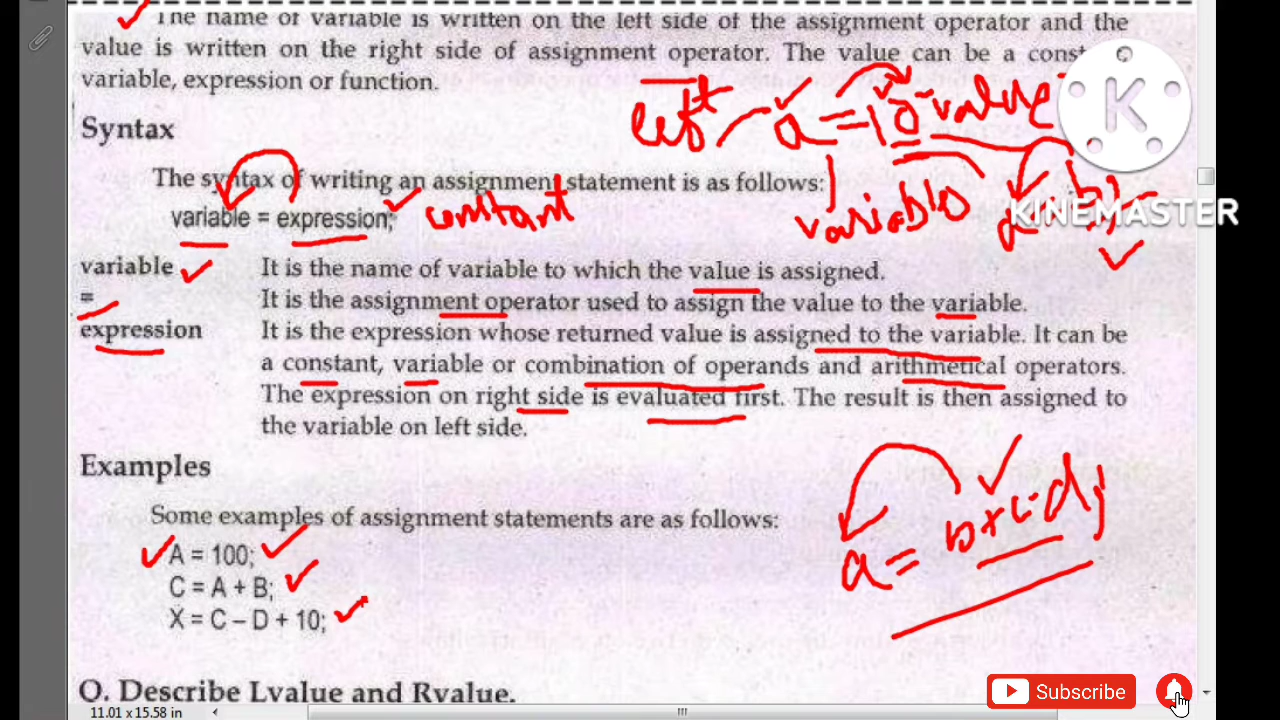 The name of variable is written on the left side of the assignment operator and the
value is written on the right side of assignment operator. The value can be a const
variable, expression or function.
left a = 10 value
Syntax
The syntax of writing an assignment statement is as follows:
variable = expression; constant
variable
KINEMASTER
variable It is the name of variable to which the value is assigned.
= It is the assignment operator used to assign the value to the variable.
expression It is the expression whose returned value is assigned to the variable. It can be
a constant, variable or combination of operands and arithmetical operators.
The expression on right side is evaluated first. The result is then assigned to
the variable on left side.
Examples
Some examples of assignment statements are as follows:
A = 100;
C = A + B;
X = C – D + 10;
a = b+c-d;
Q. Describe Lvalue and Rvalue.
Subscribe
11.01 x 15.58 in